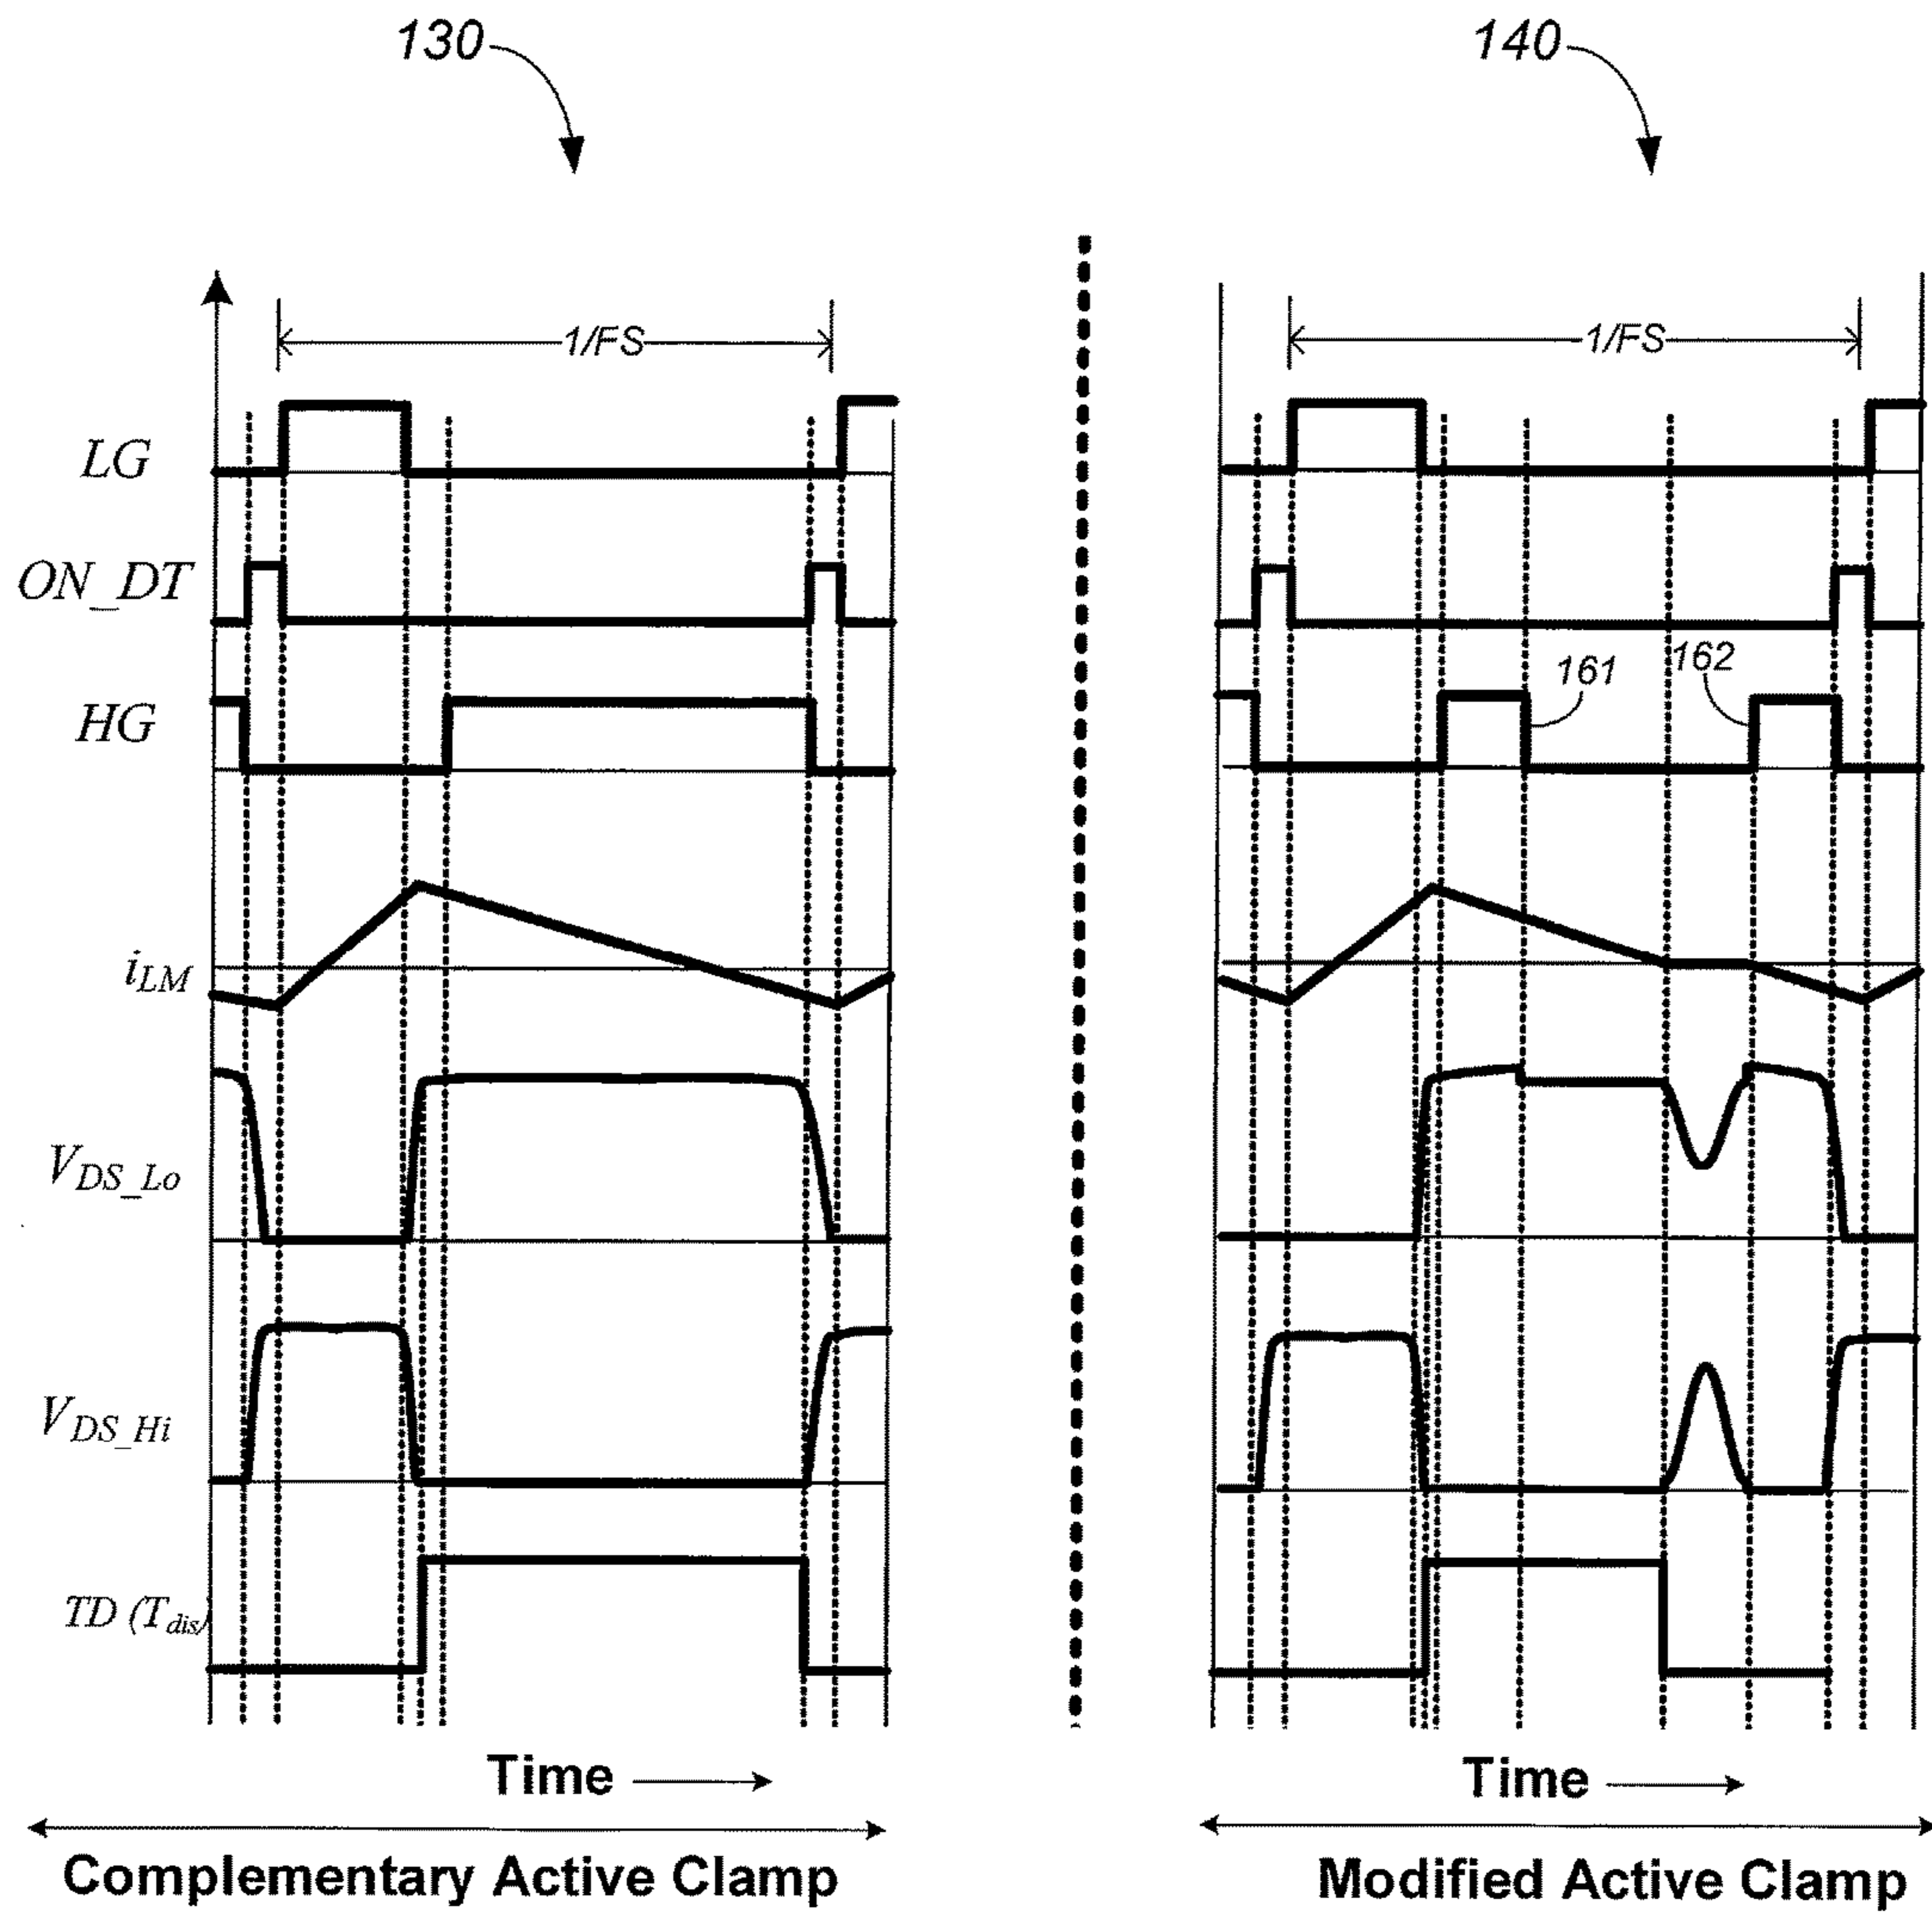 130
140
1/FS
1/FS
LG
ON_DT
HG
161
162
iLM
VDS_Lo
VDS_Hi
TD (Tdis)
Time
Time
Complementary Active Clamp
Modified Active Clamp